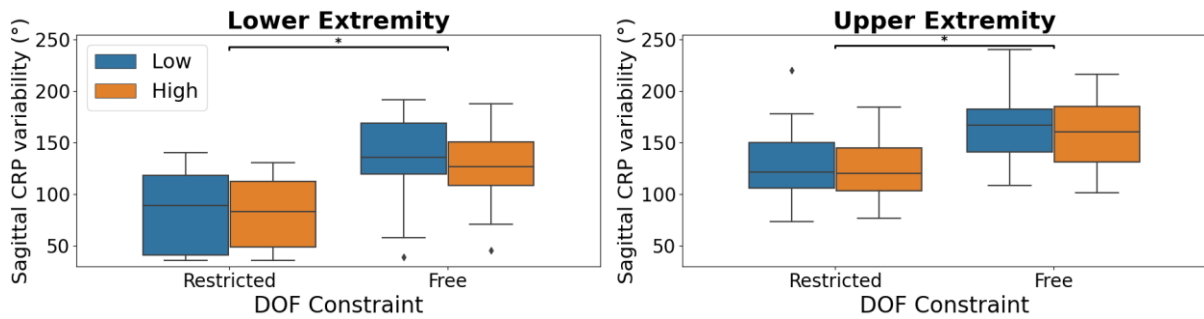 Lower Extremity
Sagittal CRP variability (°)
250
200
150
100
50
*
Low
High
Restricted
Free
DOF Constraint
Upper Extremity
Sagittal CRP variability (°)
250
200
150
100
50
*
Restricted
Free
DOF Constraint